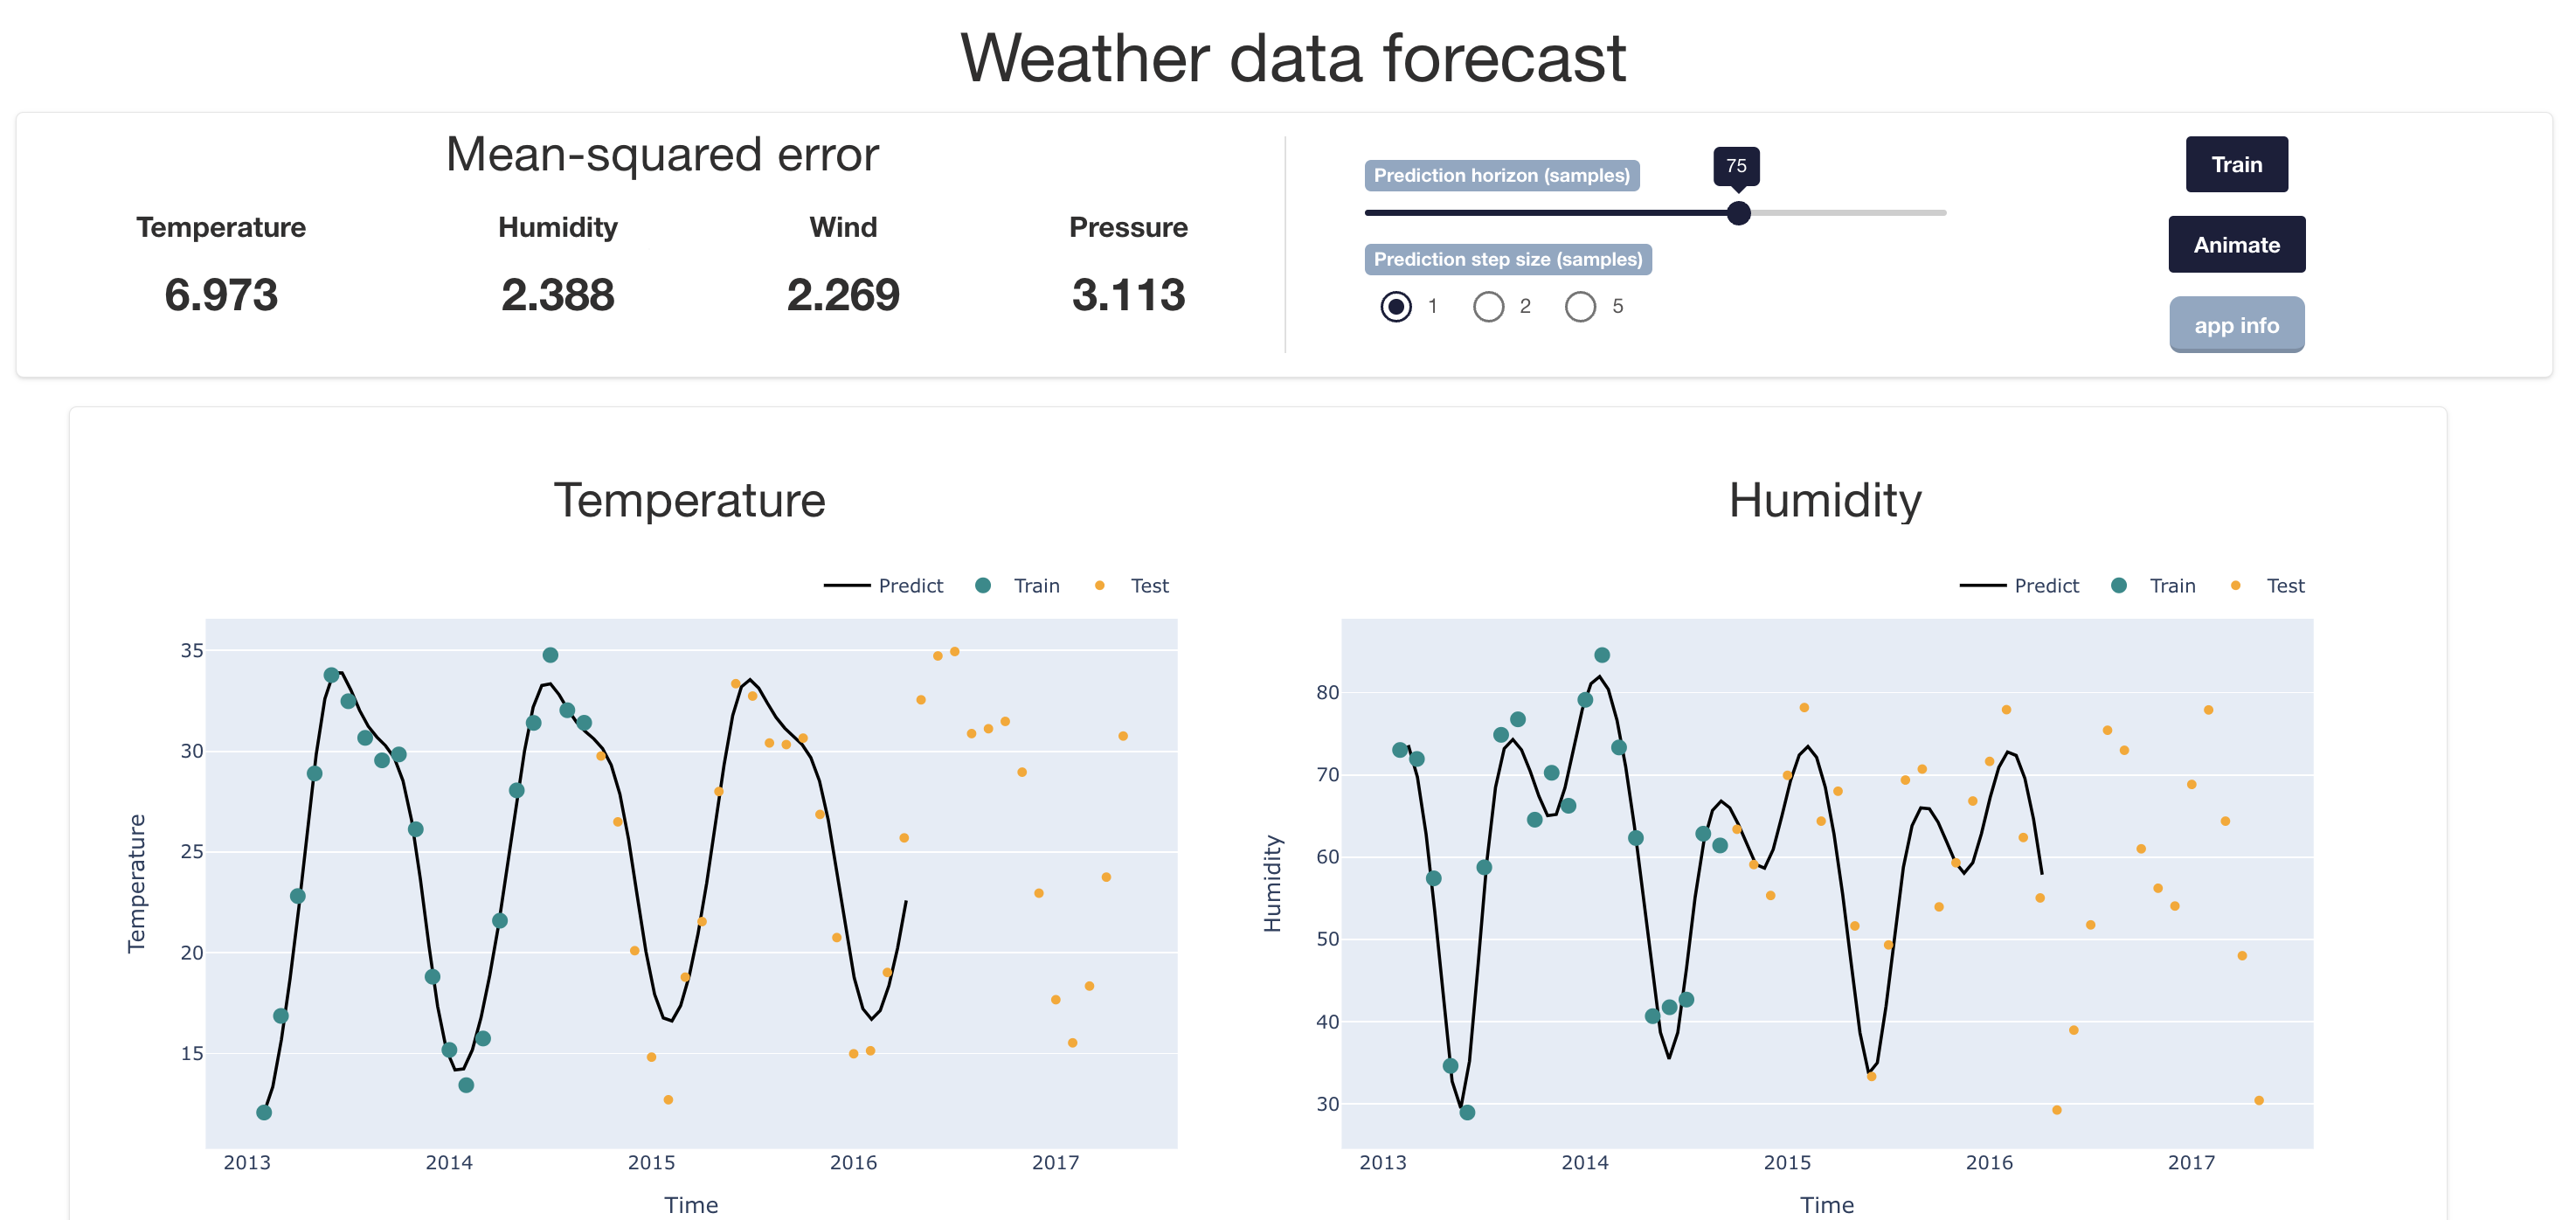 Weather data forecast
Mean-squared error
Temperature Humidity Wind Pressure
6.973 2.388 2.269 3.113
Prediction horizon (samples)
75
Prediction step size (samples)
1 2 5
Train
Animate
app info
Temperature
Predict Train Test
35
30
25
20
15
Temperature
2013 2014 2015 2016 2017
Time
Humidity
Predict Train Test
80
70
60
50
40
30
Humidity
2013 2014 2015 2016 2017
Time